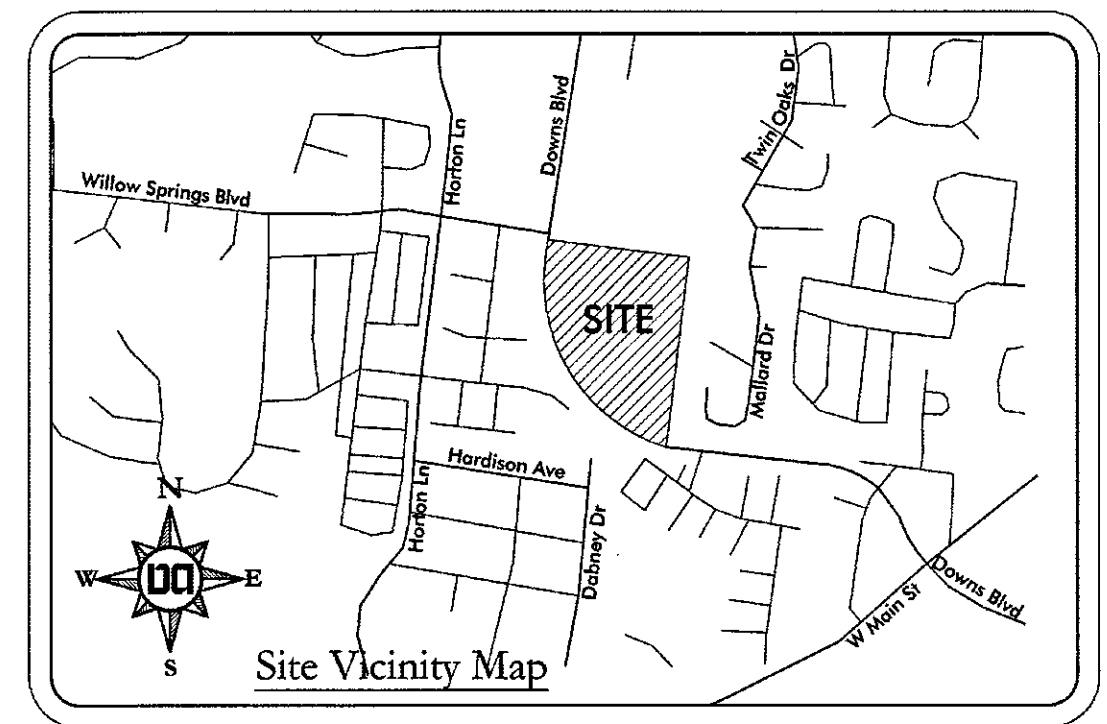 Twin Oaks Dr
Downs Blvd
Horton Ln
Willow Springs Blvd
SITE
Mallard Dr
Hardison Ave
Horton Ln
Dabney Dr
N
W
E
S
Downs Blvd
W Main St
Site Vicinity Map